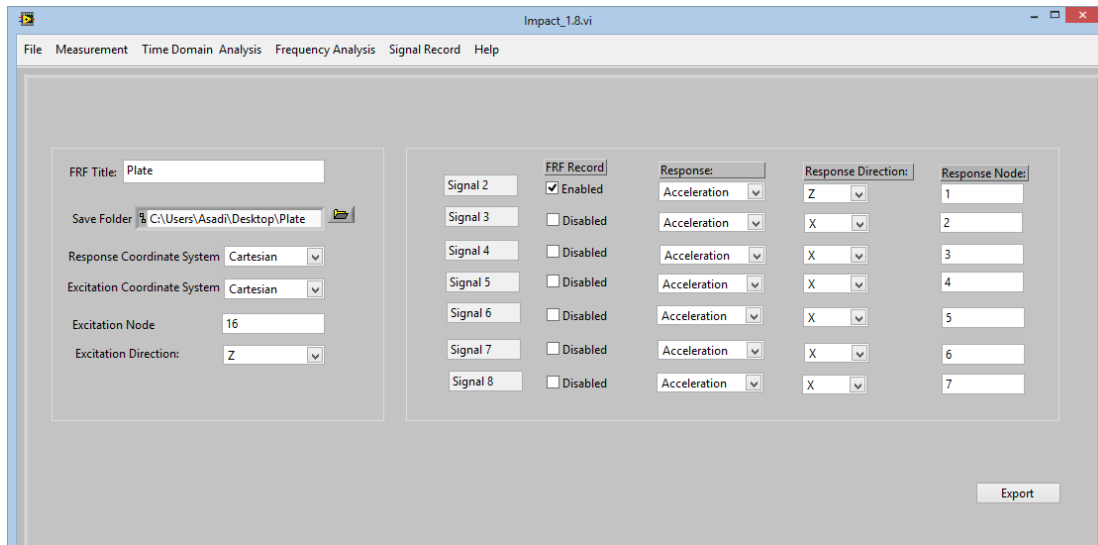 Impact_1.8.vi
File Measurement Time Domain Analysis Frequency Analysis Signal Record Help
FRF Title: Plate
Save Folder C:\Users\Asadi\Desktop\Plate
Response Coordinate System Cartesian
Excitation Coordinate System Cartesian
Excitation Node 16
Excitation Direction: Z
FRF Record Response: Response Direction: Response Node:
Signal 2 Enabled Acceleration Z 1
Signal 3 Disabled Acceleration X 2
Signal 4 Disabled Acceleration X 3
Signal 5 Disabled Acceleration X 4
Signal 6 Disabled Acceleration X 5
Signal 7 Disabled Acceleration X 6
Signal 8 Disabled Acceleration X 7
Export